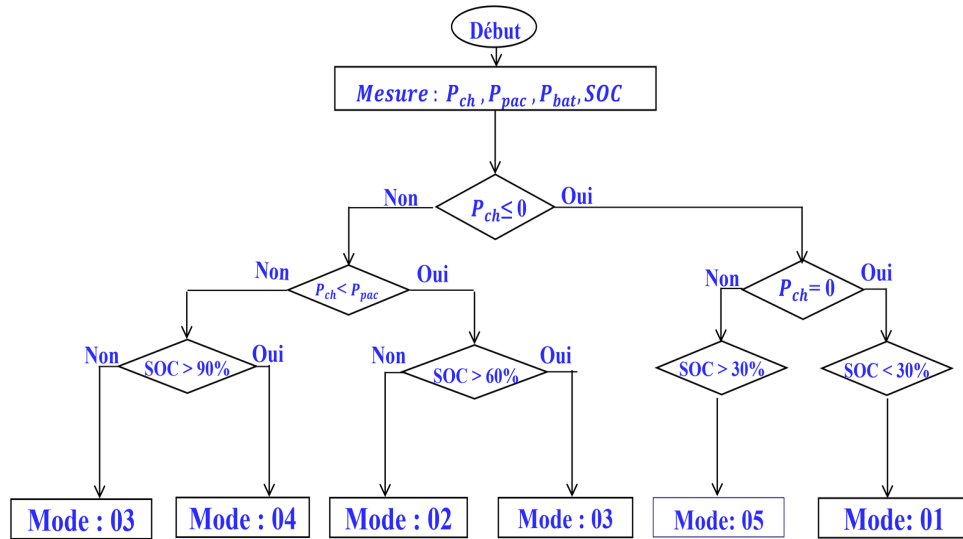 Début
Mesure : P_ch , P_pac , P_bat, SOC
Non
Oui
P_ch ≤ 0
Non
Oui
P_ch < P_pac
Non
P_ch = 0
Non
Oui
SOC > 90%
Non
Oui
SOC > 60%
SOC > 30%
SOC < 30%
Mode : 03
Mode : 04
Mode : 02
Mode : 03
Mode: 05
Mode: 01